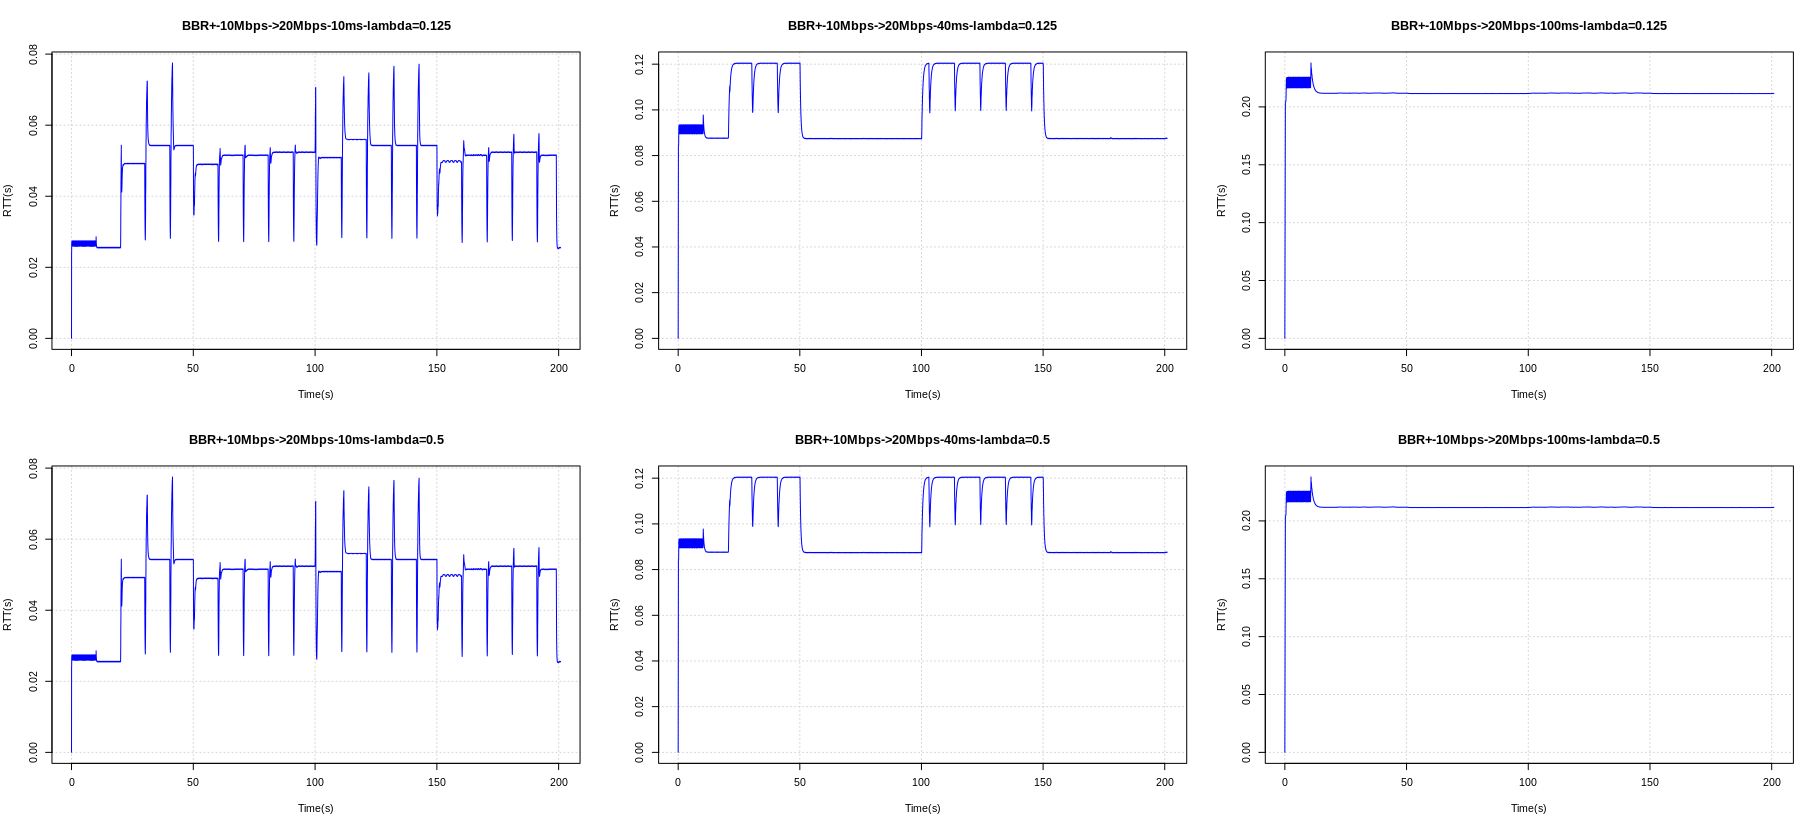 BBR+-10Mbps->20Mbps-10ms-lambda=0.125
RTT(s)
0.00 0.02 0.04 0.06 0.08
0 50 100 150 200
Time(s)
BBR+-10Mbps->20Mbps-40ms-lambda=0.125
RTT(s)
0.00 0.02 0.04 0.06 0.08 0.10 0.12
0 50 100 150 200
Time(s)
BBR+-10Mbps->20Mbps-100ms-lambda=0.125
RTT(s)
0.00 0.05 0.10 0.15 0.20
0 50 100 150 200
Time(s)
BBR+-10Mbps->20Mbps-10ms-lambda=0.5
RTT(s)
0.00 0.02 0.04 0.06 0.08
0 50 100 150 200
Time(s)
BBR+-10Mbps->20Mbps-40ms-lambda=0.5
RTT(s)
0.00 0.02 0.04 0.06 0.08 0.10 0.12
0 50 100 150 200
Time(s)
BBR+-10Mbps->20Mbps-100ms-lambda=0.5
RTT(s)
0.00 0.05 0.10 0.15 0.20
0 50 100 150 200
Time(s)